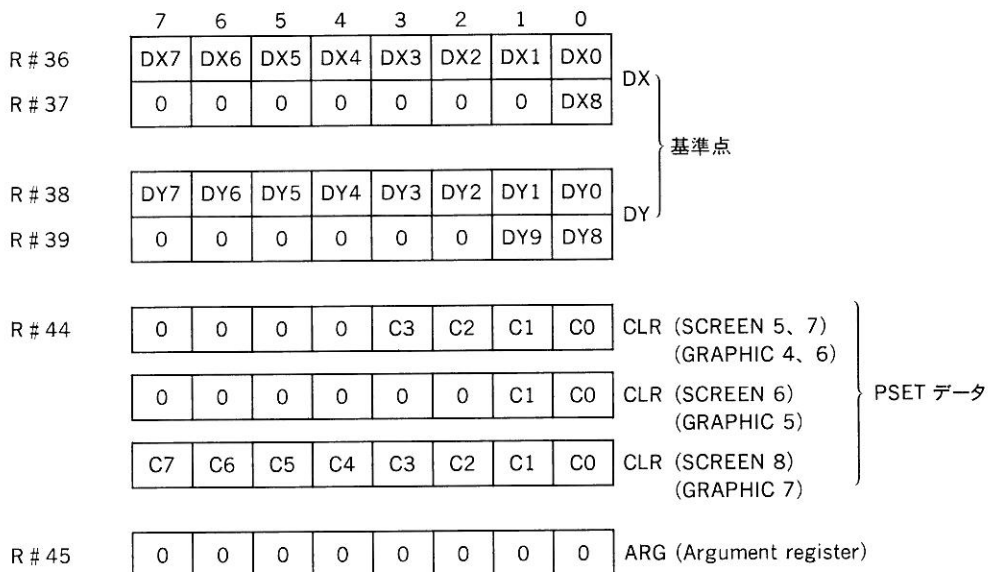 7 6 5 4 3 2 1 0
R#36 DX7 DX6 DX5 DX4 DX3 DX2 DX1 DX0
DX
R#37 0 0 0 0 0 0 0 DX8
基準点
R#38 DY7 DY6 DY5 DY4 DY3 DY2 DY1 DY0
DY
R#39 0 0 0 0 0 0 DY9 DY8
R#44 0 0 0 0 C3 C2 C1 C0 CLR (SCREEN 5、7)
(GRAPHIC 4、6)
0 0 0 0 0 0 C1 C0 CLR (SCREEN 6) PSET データ
(GRAPHIC 5)
C7 C6 C5 C4 C3 C2 C1 C0 CLR (SCREEN 8)
(GRAPHIC 7)
R#45 0 0 0 0 0 0 0 0 ARG (Argument register)